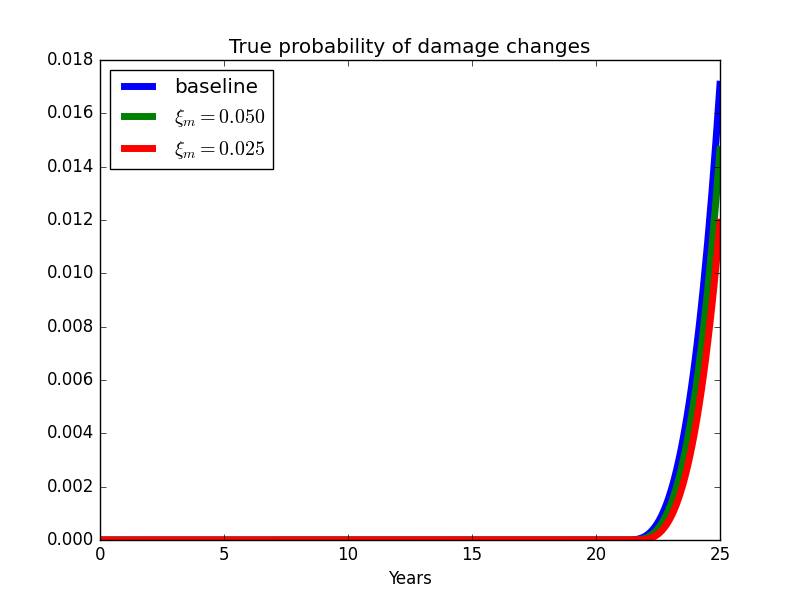 True probability of damage changes
0.018
0.016
0.014
0.012
0.010
0.008
0.006
0.004
0.002
0.000
baseline
ξₘ = 0.050
ξₘ = 0.025
0 5 10 15 20 25
Years